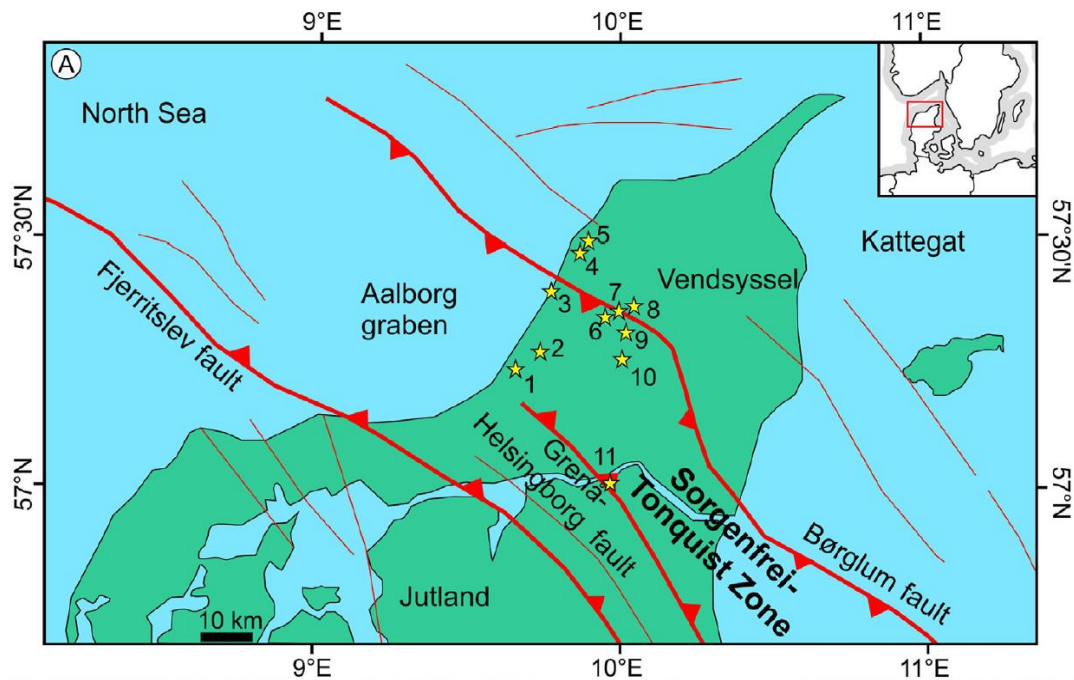 9°E
10°E
11°E
A
North Sea
57°30'N
57°30'N
Kattegat
Vendsyssel
Aalborg
graben
Fjerritslev fault
5
4
3
7
8
6
9
2
10
1
11
Grenå-
Helsingborg fault
Sorgenfrei-
Tonquist Zone
57°N
57°N
Børglum fault
Jutland
10 km
9°E
10°E
11°E